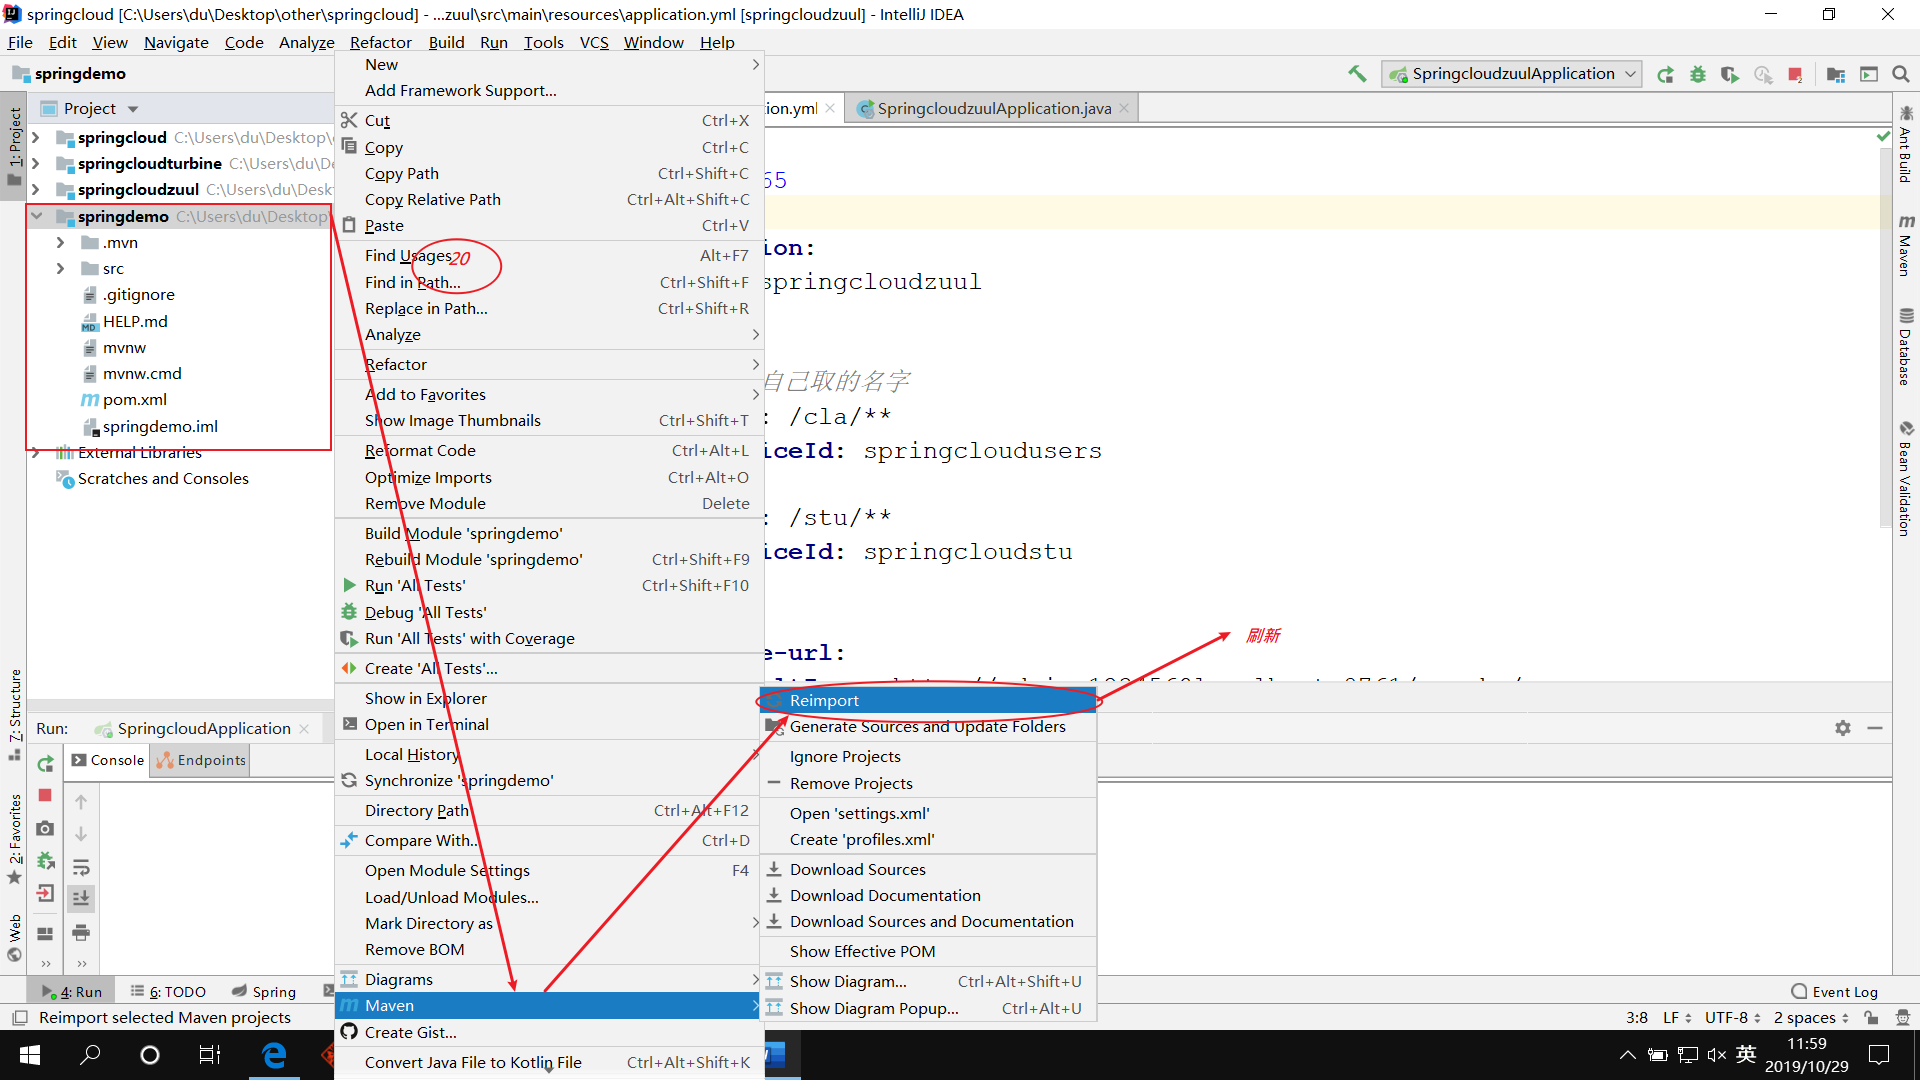 springcloud [C:\Users\du\Desktop\other\springcloud] - ...zuul\src\main\resources\application.yml [springcloudzuul] - IntelliJ IDEA
File Edit View Navigate Code Analyze Refactor Build Run Tools VCS Window Help
springdemo
SpringcloudzuulApplication
Project
ion.yml
SpringcloudzuulApplication.java
1: Project
springcloud C:\Users\du\Desktop\
springcloudturbine C:\Users\du\De
springcloudzuul C:\Users\du\Desk
springdemo C:\Users\du\Desktop\
.mvn
src
.gitignore
HELP.md
mvnw
mvnw.cmd
pom.xml
springdemo.iml
External Libraries
Scratches and Consoles
New
Add Framework Support...
Cut Ctrl+X
Copy Ctrl+C
Copy Path Ctrl+Shift+C
Copy Relative Path Ctrl+Alt+Shift+C
Paste Ctrl+V
Find Usages Alt+F7
20
Find in Path... Ctrl+Shift+F
Replace in Path... Ctrl+Shift+R
Analyze
Refactor
Add to Favorites
Show Image Thumbnails Ctrl+Shift+T
Reformat Code Ctrl+Alt+L
Optimize Imports Ctrl+Alt+O
Remove Module Delete
Build Module 'springdemo'
Rebuild Module 'springdemo' Ctrl+Shift+F9
Run 'All Tests' Ctrl+Shift+F10
Debug 'All Tests'
Run 'All Tests' with Coverage
Create 'All Tests'...
Show in Explorer
Open in Terminal
Local History
Synchronize 'springdemo'
Directory Path Ctrl+Alt+F12
Compare With... Ctrl+D
Open Module Settings F4
Load/Unload Modules...
Mark Directory as
Remove BOM
Diagrams
Maven
Create Gist...
Convert Java File to Kotlin File Ctrl+Alt+Shift+K
65
ion:
springcloudzuul
自己取的名字
: /cla/**
iceId: springcloudusers
: /stu/**
iceId: springcloudstu
e-url:
刷新
Reimport
Generate Sources and Update Folders
Ignore Projects
Remove Projects
Open 'settings.xml'
Create 'profiles.xml'
Download Sources
Download Documentation
Download Sources and Documentation
Show Effective POM
Show Diagram... Ctrl+Alt+Shift+U
Show Diagram Popup... Ctrl+Alt+U
Ant Build
Maven
Database
Bean Validation
7: Structure
2: Favorites
Web
Run: SpringcloudApplication
Console Endpoints
4: Run 6: TODO Spring
Event Log
Reimport selected Maven projects
3:8 LF UTF-8 2 spaces
英
11:59
2019/10/29